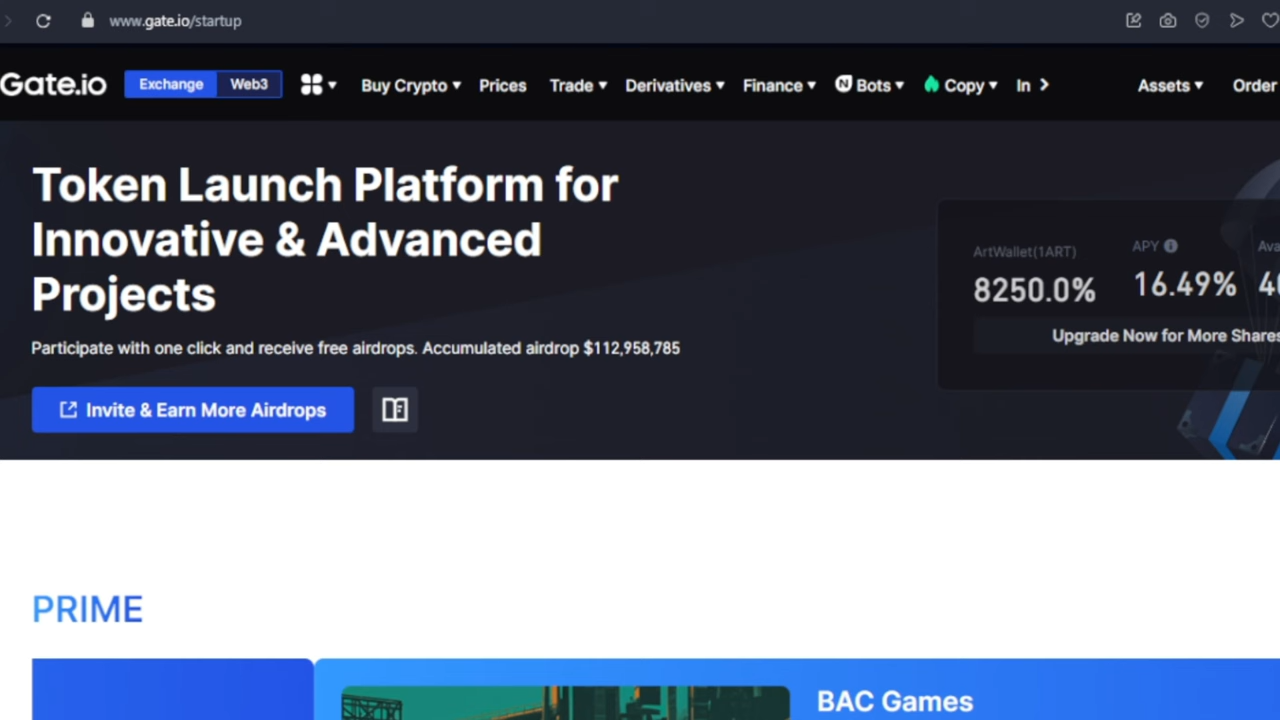 www.gate.io/startup
Gate.io Exchange Web3 Buy Crypto Prices Trade Derivatives Finance Bots Copy In Assets Order
Token Launch Platform for
Innovative & Advanced
Projects
Participate with one click and receive free airdrops. Accumulated airdrop $112,958,785
Invite & Earn More Airdrops
ArtWallet(1ART) APY
8250.0% 16.49%
Upgrade Now for More Shares
PRIME
BAC Games